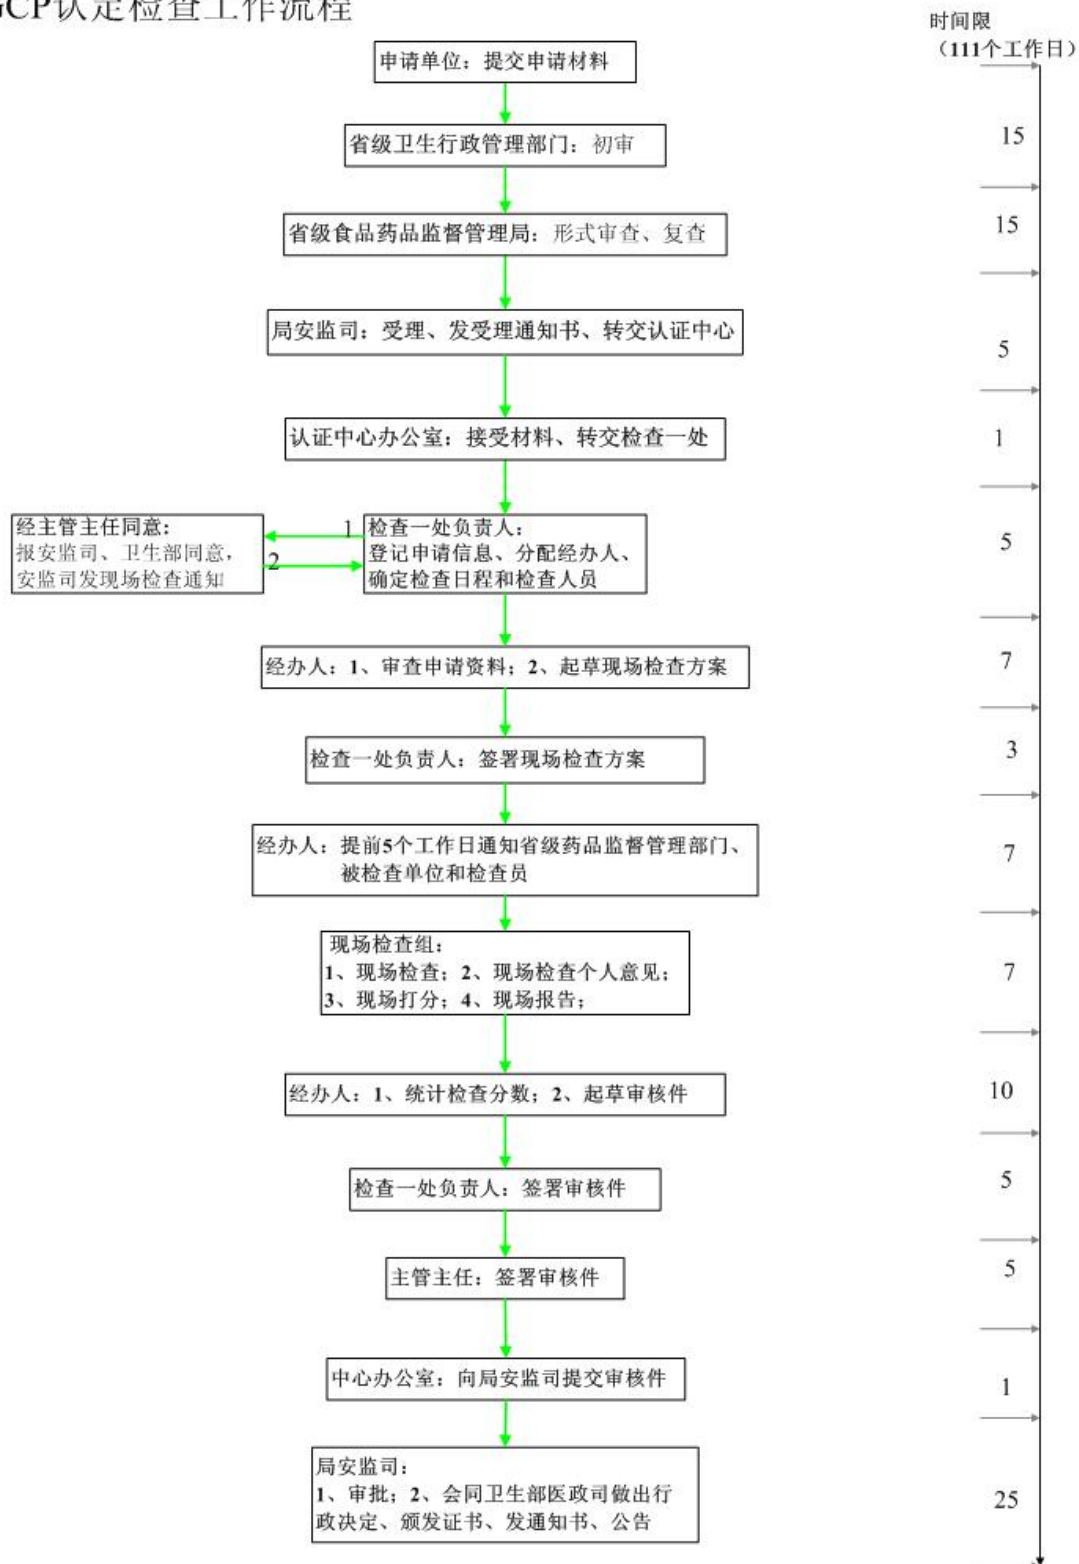 GCP认定检查工作流程
时间限
（111个工作日）
申请单位：提交申请材料
15
省级卫生行政管理部门：初审
15
省级食品药品监督管理局：形式审查、复查
局安监司：受理、发受理通知书、转交认证中心
5
认证中心办公室：接受材料、转交检查一处
1
经主管主任同意：
报安监司、卫生部同意，
安监司发现场检查通知
1
2
检查一处负责人：
登记申请信息、分配经办人、
确定检查日程和检查人员
5
经办人：1、审查申请资料；2、起草现场检查方案
7
检查一处负责人：签署现场检查方案
3
经办人：提前5个工作日通知省级药品监督管理部门、
被检查单位和检查员
7
现场检查组：
1、现场检查；2、现场检查个人意见；
3、现场打分；4、现场报告；
7
经办人：1、统计检查分数；2、起草审核件
10
检查一处负责人：签署审核件
5
主管主任：签署审核件
5
中心办公室：向局安监司提交审核件
1
局安监司：
1、审批；2、会同卫生部医政司做出行
政决定、颁发证书、发通知书、公告
25